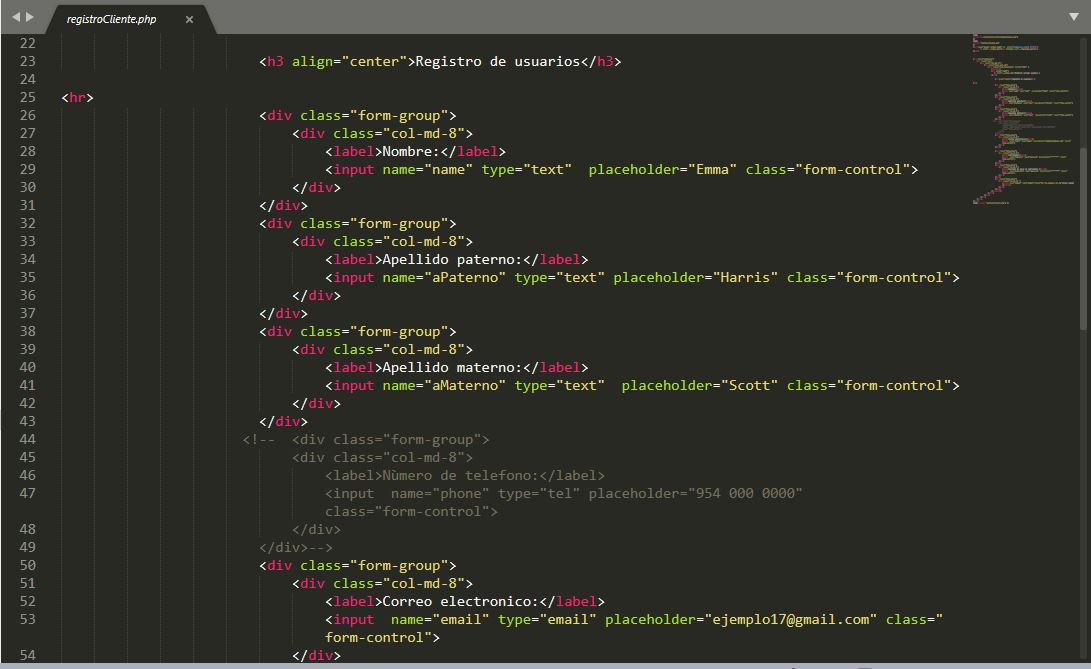 registroCliente.php ×
22
23 <h3 align="center">Registro de usuarios</h3>
24
25 <hr>
26 <div class="form-group">
27 <div class="col-md-8">
28 <label>Nombre:</label>
29 <input name="name" type="text"  placeholder="Emma" class="form-control">
30 </div>
31 </div>
32 <div class="form-group">
33 <div class="col-md-8">
34 <label>Apellido paterno:</label>
35 <input name="aPaterno" type="text" placeholder="Harris" class="form-control">
36 </div>
37 </div>
38 <div class="form-group">
39 <div class="col-md-8">
40 <label>Apellido materno:</label>
41 <input name="aMaterno" type="text"  placeholder="Scott" class="form-control">
42 </div>
43 </div>
44 <!--  <div class="form-group">
45 <div class="col-md-8">
46 <label>Nùmero de telefono:</label>
47 <input  name="phone" type="tel" placeholder="954 000 0000"
class="form-control">
48 </div>
49 </div>-->
50 <div class="form-group">
51 <div class="col-md-8">
52 <label>Correo electronico:</label>
53 <input  name="email" type="email" placeholder="ejemplo17@gmail.com" class="
form-control">
54 </div>